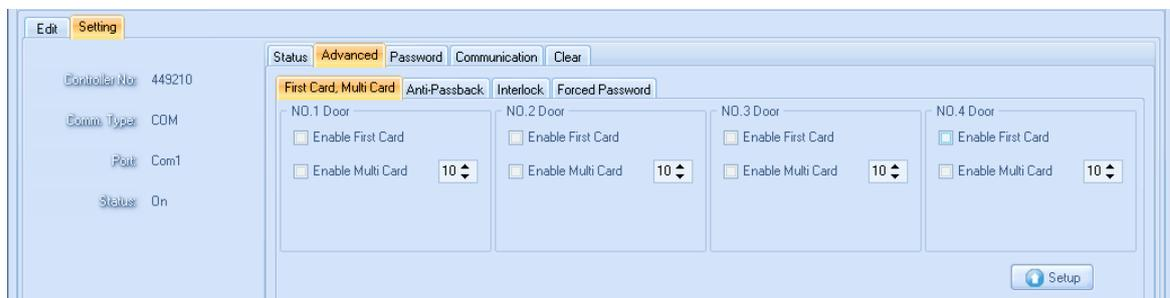 Edit Setting
Status Advanced Password Communication Clear
Controller No: 449210
First Card, Multi Card Anti-Passback Interlock Forced Password
NO.1 Door NO.2 Door NO.3 Door NO.4 Door
Comm. Type: COM
Enable First Card Enable First Card Enable First Card Enable First Card
Port: Com1
Enable Multi Card 10 Enable Multi Card 10 Enable Multi Card 10 Enable Multi Card 10
Status: On
Setup